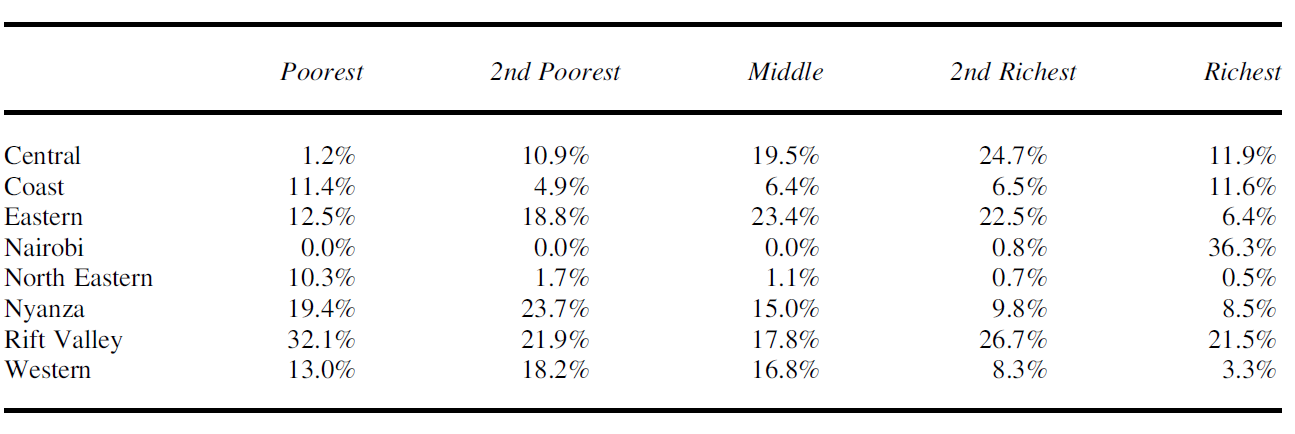 Poorest 2nd Poorest Middle 2nd Richest Richest
Central 1.2% 10.9% 19.5% 24.7% 11.9%
Coast 11.4% 4.9% 6.4% 6.5% 11.6%
Eastern 12.5% 18.8% 23.4% 22.5% 6.4%
Nairobi 0.0% 0.0% 0.0% 0.8% 36.3%
North Eastern 10.3% 1.7% 1.1% 0.7% 0.5%
Nyanza 19.4% 23.7% 15.0% 9.8% 8.5%
Rift Valley 32.1% 21.9% 17.8% 26.7% 21.5%
Western 13.0% 18.2% 16.8% 8.3% 3.3%